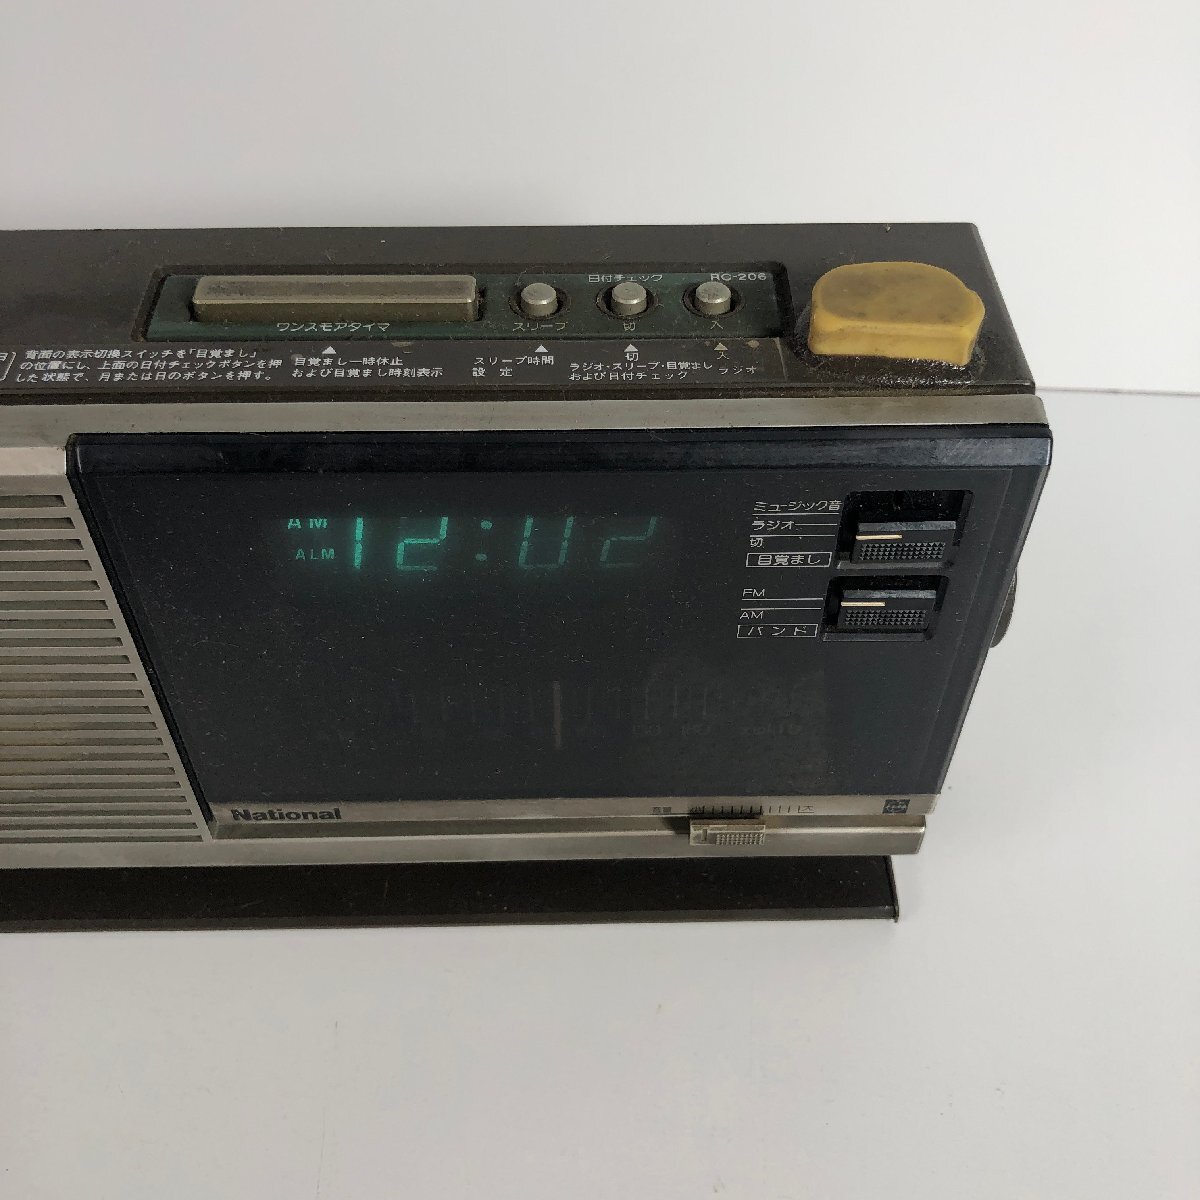 日付チェック RC-206
ワンスモアタイマ スリープ 切 入
背面の表示切換スイッチを「目覚まし」
の位置にし、上面の日付チェックボタンを押
した状態で、月または日のボタンを押す。
目覚まし一時休止
および目覚まし時刻表示
スリープ時間
設定
切
ラジオ・スリープ・目覚まし
および日付チェック
入
ラジオ
AM
ALM
12:02
ミュージック音
ラジオ
切
目覚まし
FM
AM
バンド
National